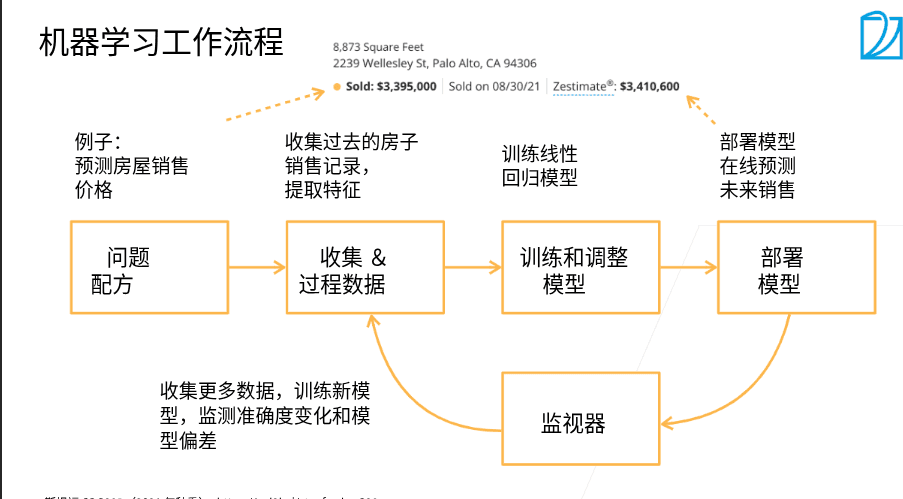 机器学习工作流程
8,873 Square Feet
2239 Wellesley St, Palo Alto, CA 94306
Sold: $3,395,000 Sold on 08/30/21 Zestimate®: $3,410,600
例子：
预测房屋销售
价格
收集过去的房子
销售记录，
提取特征
训练线性
回归模型
部署模型
在线预测
未来销售
问题
配方
收集 &
过程数据
训练和调整
模型
部署
模型
收集更多数据，训练新模
型，监测准确度变化和模
型偏差
监视器